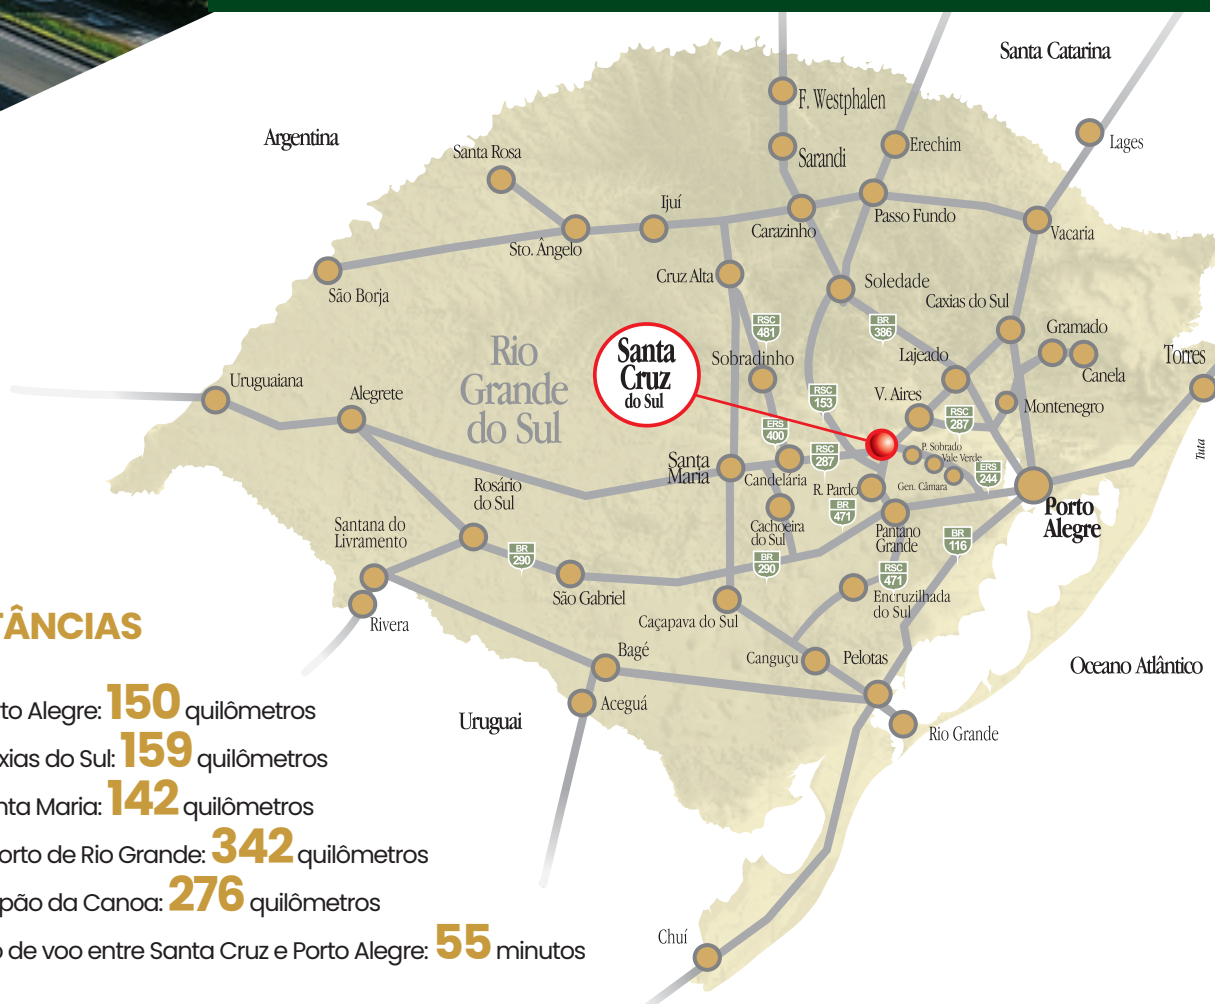 Santa Catarina
F. Westphalen
Argentina
Erechim
Lages
Santa Rosa
Sarandi
Ijuí
Passo Fundo
Carazinho
Vacaria
Sto. Ângelo
Cruz Alta
Soledade
São Borja
Caxias do Sul
RSC
481
BR
386
Gramado
Rio
Grande
do Sul
Santa
Cruz
do Sul
Sobradinho
Lajeado
Torres
Canela
Uruguaiana
Alegrete
RSC
153
V. Aires
Montenegro
RSC
287
ERS
400
Tuta
P. Sobrado
Vale Verde
RSC
287
Santa
Maria
Candelária
ERS
244
Gen. Câmara
R. Pardo
Rosário
do Sul
BR
471
Porto
Alegre
Santana do
Livramento
Cachoeira
do Sul
Pantano
Grande
BR
116
BR
290
BR
290
RSC
471
São Gabriel
Encruzilhada
do Sul
Caçapava do Sul
Rivera
Bagé
Canguçu
Pelotas
Oceano Atlântico
Aceguá
Uruguai
Rio Grande
Chuí
TÂNCIAS
to Alegre: 150 quilômetros
xias do Sul: 159 quilômetros
nta Maria: 142 quilômetros
orto de Rio Grande: 342 quilômetros
pão da Canoa: 276 quilômetros
o de voo entre Santa Cruz e Porto Alegre: 55 minutos